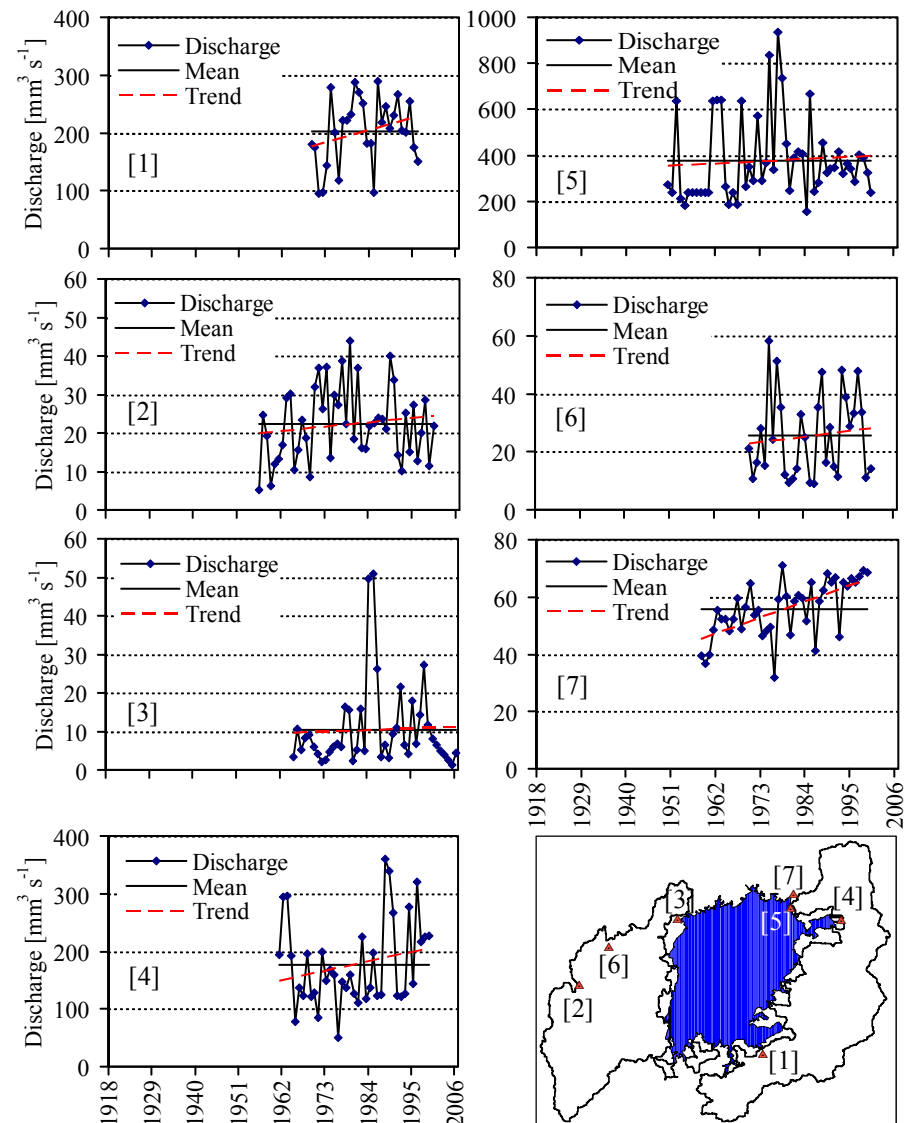 Discharge [mm³ s⁻¹]
400
300
200
100
0
Discharge
Mean
Trend
[1]
1000
800
600
400
200
0
Discharge
Mean
Trend
[5]
Discharge [mm³ s⁻¹]
60
50
40
30
20
10
0
Discharge
Mean
Trend
[2]
80
60
40
20
0
Discharge
Mean
Trend
[6]
Discharge [mm³ s⁻¹]
60
50
40
30
20
10
0
Discharge
Mean
Trend
[3]
80
60
40
20
0
Discharge
Mean
Trend
[7]
1918 1929 1940 1951 1962 1973 1984 1995 2006
Discharge [mm³ s⁻¹]
400
300
200
100
0
Discharge
Mean
Trend
[4]
1918 1929 1940 1951 1962 1973 1984 1995 2006
[7]
[4]
[3]
[5]
[6]
[2]
[1]